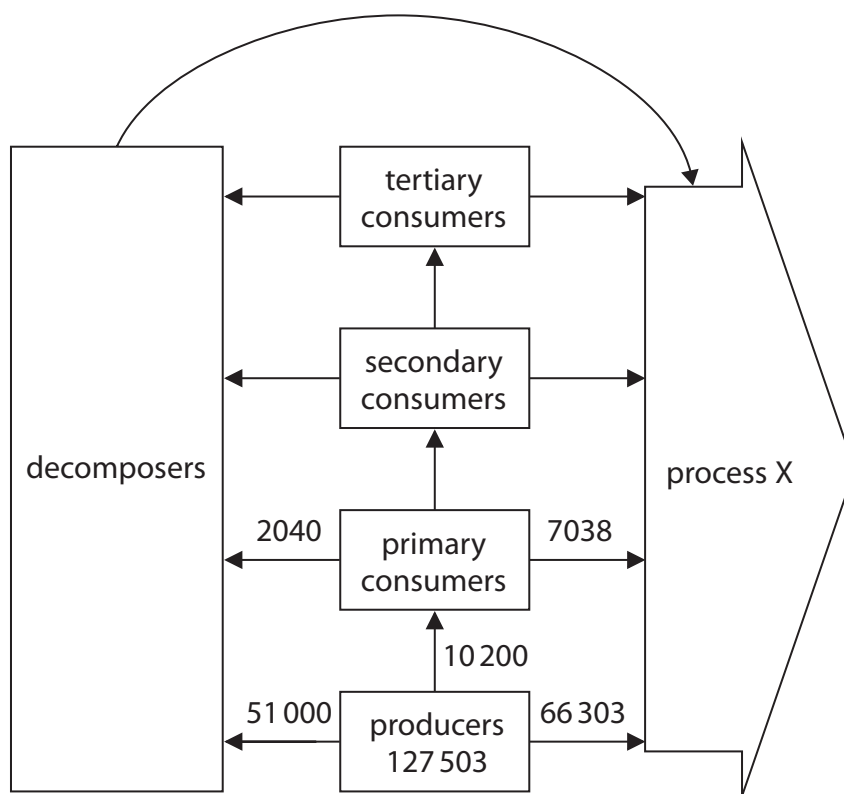 tertiary
consumers
secondary
consumers
decomposers
process X
2040
primary
consumers
7038
10 200
51 000
producers
127 503
66 303